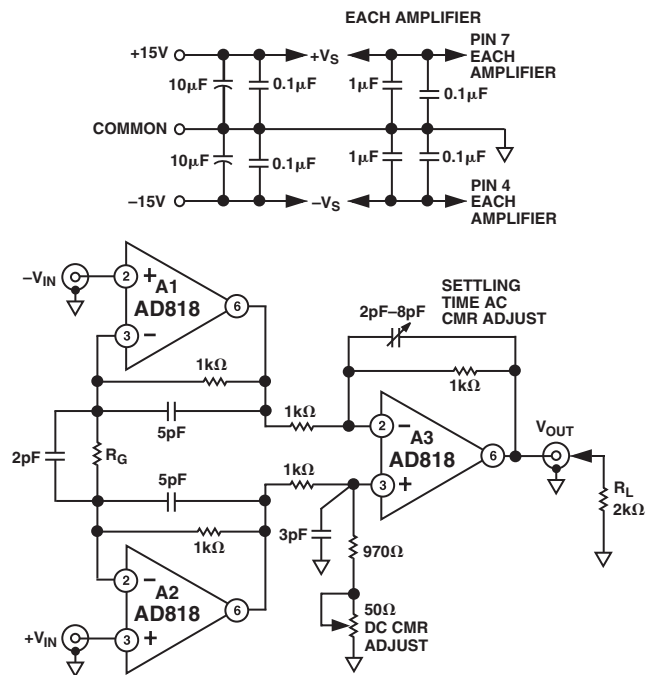 EACH AMPLIFIER
+15V
+VS
PIN 7
EACH
AMPLIFIER
10µF
0.1µF
1µF
0.1µF
COMMON
10µF
0.1µF
1µF
0.1µF
–15V
–VS
PIN 4
EACH
AMPLIFIER
–VIN
2
+
A1
AD818
6
3
–
SETTLING
TIME AC
CMR ADJUST
2pF–8pF
1kΩ
1kΩ
5pF
1kΩ
2pF
RG
2
–
A3
AD818
6
VOUT
5pF
1kΩ
3
+
RL
2kΩ
1kΩ
3pF
970Ω
2
–
A2
AD818
6
+VIN
3
+
50Ω
DC CMR
ADJUST